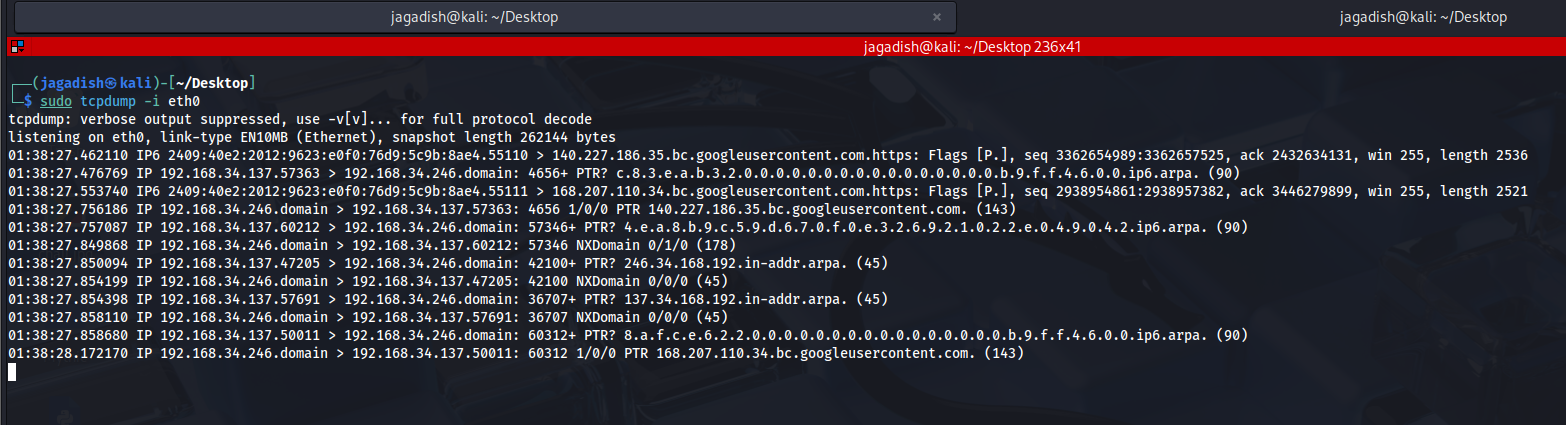 jagadish@kali: ~/Desktop × jagadish@kali: ~/Desktop
jagadish@kali: ~/Desktop 236x41
┌──(jagadish㉿kali)-[~/Desktop]
└─$ sudo tcpdump -i eth0
tcpdump: verbose output suppressed, use -v[v]... for full protocol decode
listening on eth0, link-type EN10MB (Ethernet), snapshot length 262144 bytes
01:38:27.462110 IP6 2409:40e2:2012:9623:e0f0:76d9:5c9b:8ae4.55110 > 140.227.186.35.bc.googleusercontent.com.https: Flags [P.], seq 3362654989:3362657525, ack 2432634131, win 255, length 2536
01:38:27.476769 IP 192.168.34.137.57363 > 192.168.34.246.domain: 4656+ PTR? c.8.3.e.a.b.3.2.0.0.0.0.0.0.0.0.0.0.0.0.0.0.0.0.b.9.f.f.4.6.0.0.ip6.arpa. (90)
01:38:27.553740 IP6 2409:40e2:2012:9623:e0f0:76d9:5c9b:8ae4.55111 > 168.207.110.34.bc.googleusercontent.com.https: Flags [P.], seq 2938954861:2938957382, ack 3446279899, win 255, length 2521
01:38:27.756186 IP 192.168.34.246.domain > 192.168.34.137.57363: 4656 1/0/0 PTR 140.227.186.35.bc.googleusercontent.com. (143)
01:38:27.757087 IP 192.168.34.137.60212 > 192.168.34.246.domain: 57346+ PTR? 4.e.a.8.b.9.c.5.9.d.6.7.0.f.0.e.3.2.6.9.2.1.0.2.2.e.0.4.9.0.4.2.ip6.arpa. (90)
01:38:27.849868 IP 192.168.34.246.domain > 192.168.34.137.60212: 57346 NXDomain 0/1/0 (178)
01:38:27.850094 IP 192.168.34.137.47205 > 192.168.34.246.domain: 42100+ PTR? 246.34.168.192.in-addr.arpa. (45)
01:38:27.854199 IP 192.168.34.246.domain > 192.168.34.137.47205: 42100 NXDomain 0/0/0 (45)
01:38:27.854398 IP 192.168.34.137.57691 > 192.168.34.246.domain: 36707+ PTR? 137.34.168.192.in-addr.arpa. (45)
01:38:27.858110 IP 192.168.34.246.domain > 192.168.34.137.57691: 36707 NXDomain 0/0/0 (45)
01:38:27.858680 IP 192.168.34.137.50011 > 192.168.34.246.domain: 60312+ PTR? 8.a.f.c.e.6.2.2.0.0.0.0.0.0.0.0.0.0.0.0.0.0.0.0.b.9.f.f.4.6.0.0.ip6.arpa. (90)
01:38:28.172170 IP 192.168.34.246.domain > 192.168.34.137.50011: 60312 1/0/0 PTR 168.207.110.34.bc.googleusercontent.com. (143)